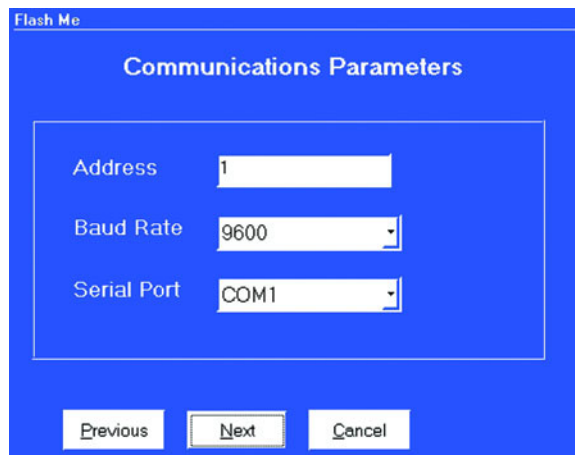 Flash Me
Communications Parameters
Address 1
Baud Rate 9600
Serial Port COM1
Previous Next Cancel